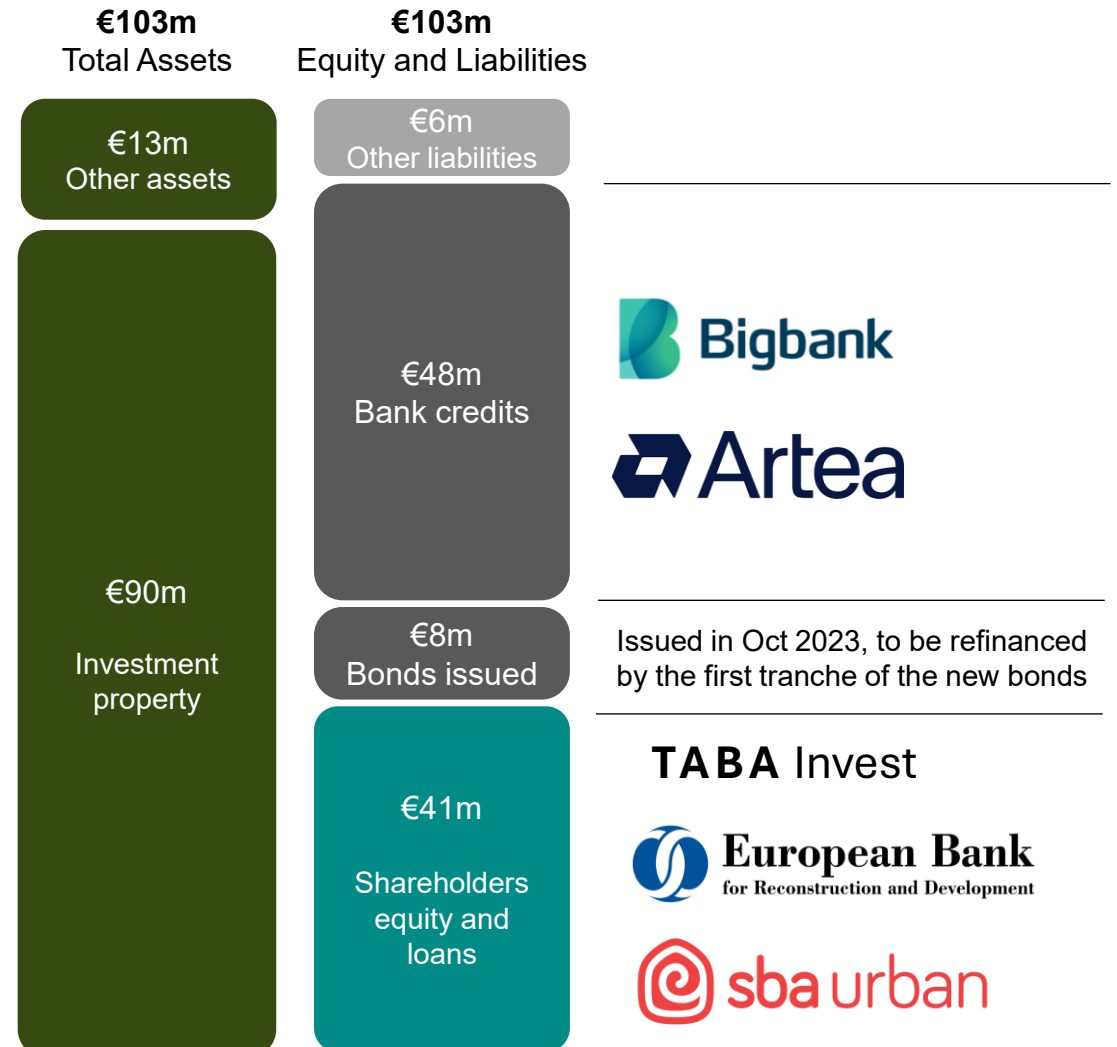 €103m
Total Assets
€103m
Equity and Liabilities
€13m
Other assets
€90m
Investment
property
€6m
Other liabilities
€48m
Bank credits
€8m
Bonds issued
€41m
Shareholders
equity and
loans
Bigbank
Artea
Issued in Oct 2023, to be refinanced
by the first tranche of the new bonds
TABA Invest
European Bank
for Reconstruction and Development
sba urban